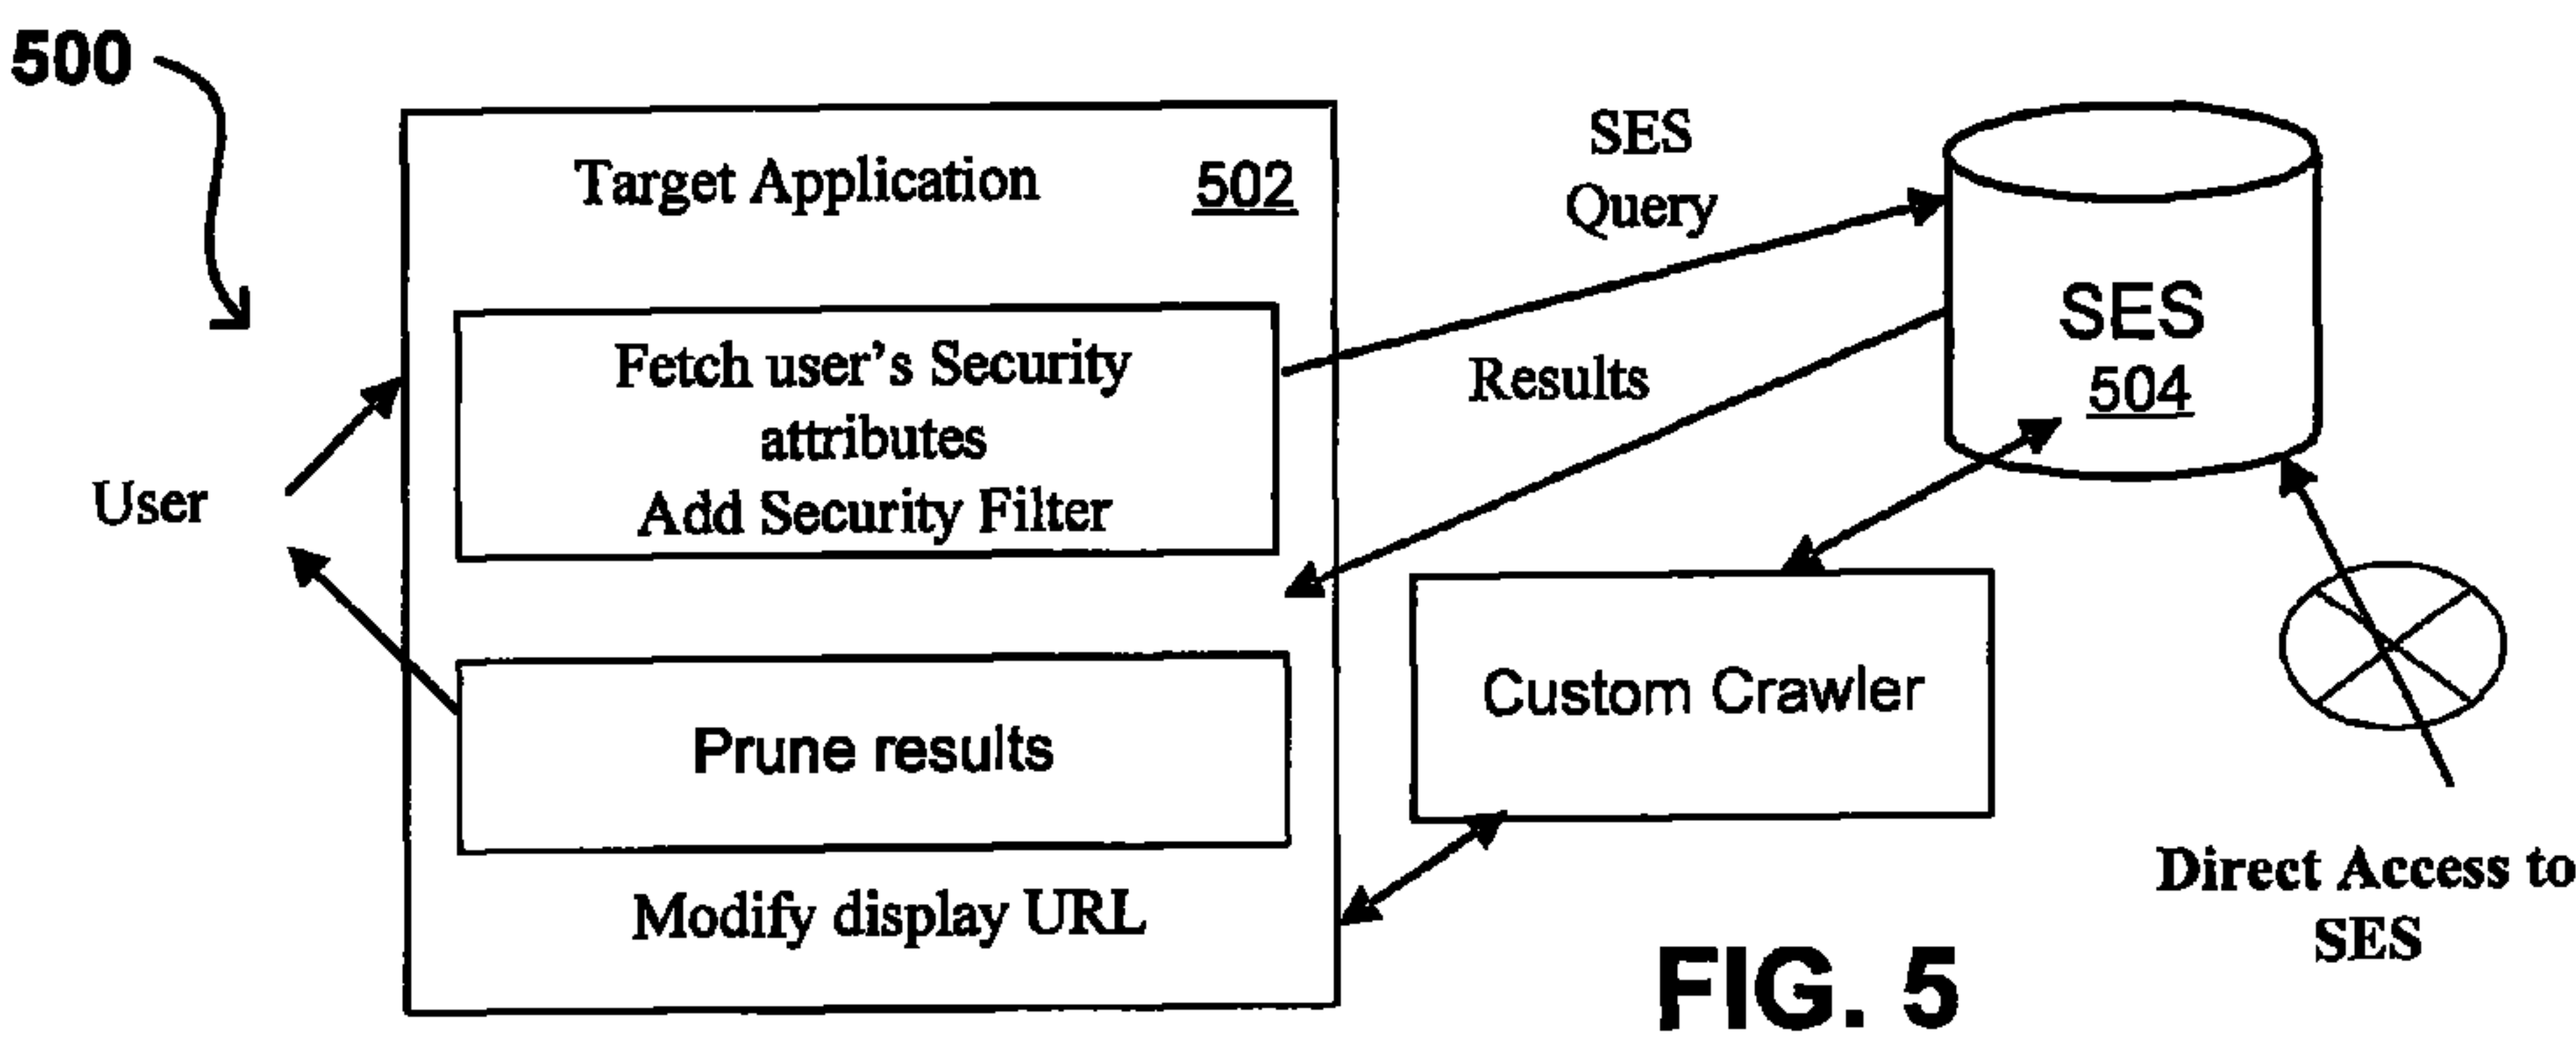 500
Target Application 502
Fetch user's Security
attributes
Add Security Filter
User
Prune results
Modify display URL
SES
Query
Results
SES
504
Custom Crawler
Direct Access to
SES
FIG. 5